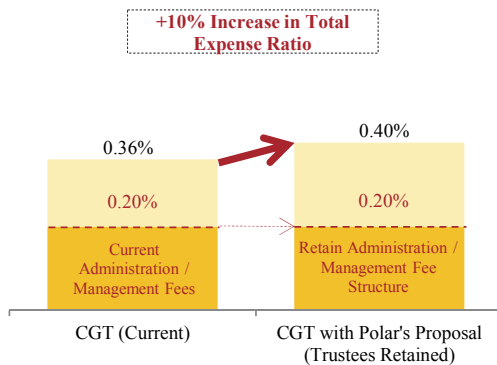 +10% Increase in Total
Expense Ratio
0.36%
0.40%
0.20%
0.20%
Current
Administration /
Management Fees
Retain Administration /
Management Fee
Structure
CGT (Current)
CGT with Polar's Proposal
(Trustees Retained)